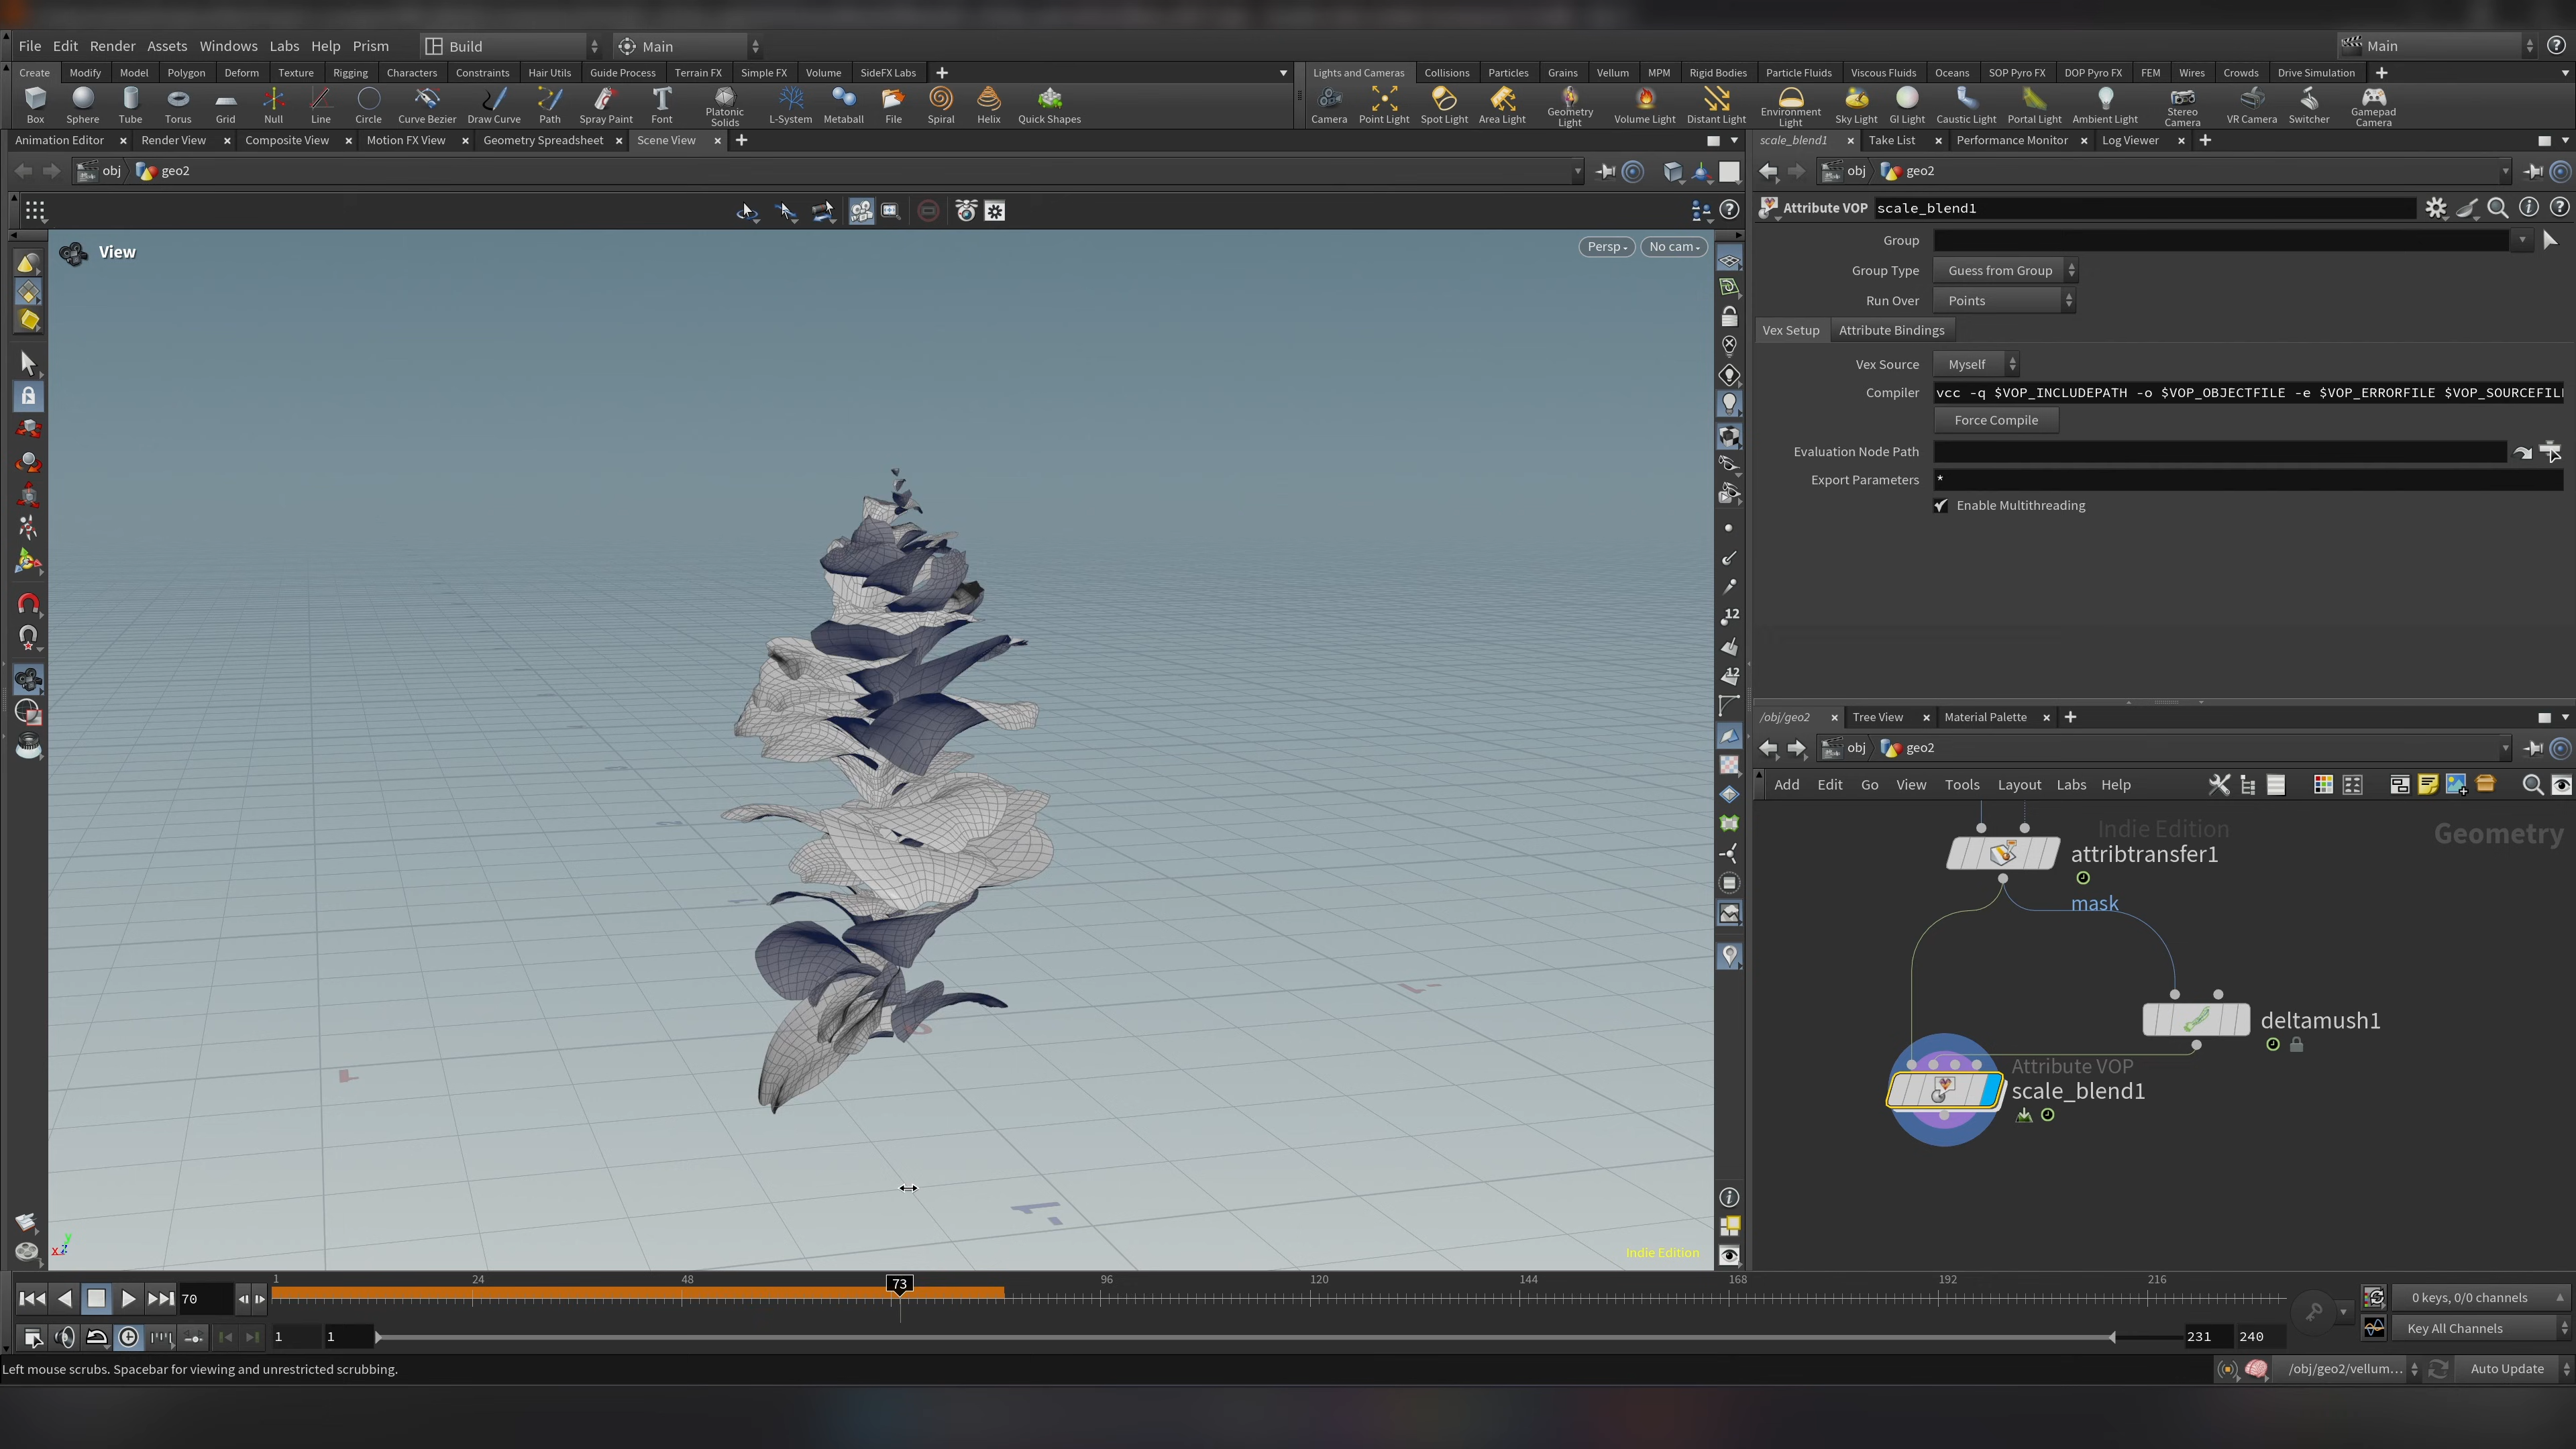 File Edit Render Assets Windows Labs Help Prism Build Main Main
Create Modify Model Polygon Deform Texture Rigging Characters Constraints Hair Utils Guide Process Terrain FX Simple FX Volume SideFX Labs
Lights and Cameras Collisions Particles Grains Vellum MPM Rigid Bodies Particle Fluids Viscous Fluids Oceans SOP Pyro FX DOP Pyro FX FEM Wires Crowds Drive Simulation
Box Sphere Tube Torus Grid Null Line Circle Curve Bezier Draw Curve Path Spray Paint Font Platonic Solids L-System Metaball File Spiral Helix Quick Shapes
Camera Point Light Spot Light Area Light Geometry Light Volume Light Distant Light Environment Light Sky Light GI Light Caustic Light Portal Light Ambient Light Stereo Camera VR Camera Switcher Gamepad Camera
Animation Editor Render View Composite View Motion FX View Geometry Spreadsheet Scene View
obj geo2
View
Persp No cam
12
12
Indie Edition
x z y
scale_blend1 Take List Performance Monitor Log Viewer
obj geo2
Attribute VOP scale_blend1
Group
Group Type Guess from Group
Run Over Points
Vex Setup Attribute Bindings
Vex Source Myself
Compiler vcc -q $VOP_INCLUDEPATH -o $VOP_OBJECTFILE -e $VOP_ERRORFILE $VOP_SOURCEFIL
Force Compile
Evaluation Node Path
Export Parameters *
Enable Multithreading
/obj/geo2 Tree View Material Palette
obj geo2
Add Edit Go View Tools Layout Labs Help
Indie Edition
Geometry
attribtransfer1
mask
deltamush1
Attribute VOP
scale_blend1
1 24 48 73 96 120 144 168 192 216
70
0 keys, 0/0 channels
1 1 231 240
Key All Channels
Left mouse scrubs. Spacebar for viewing and unrestricted scrubbing.
/obj/geo2/vellum... Auto Update